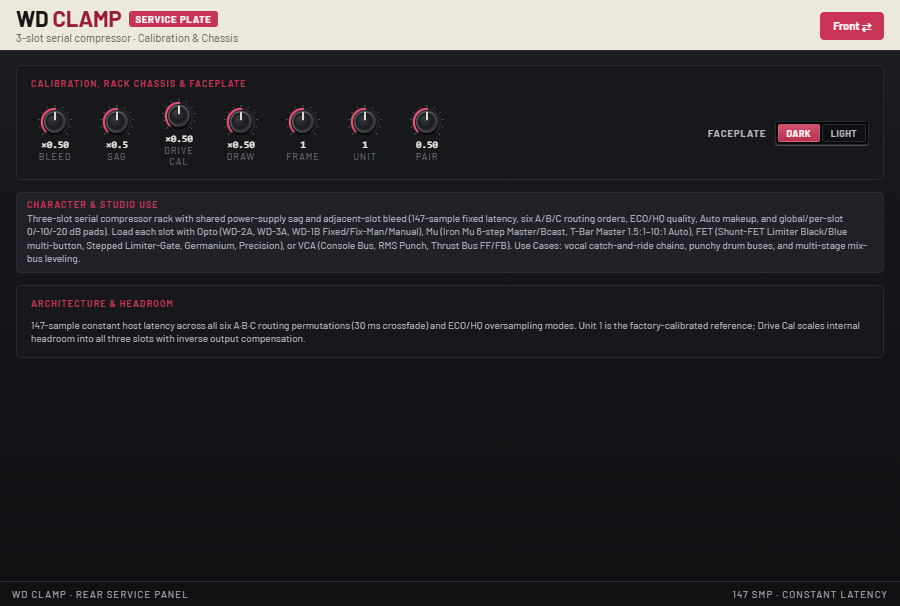 WD CLAMP SERVICE PLATE
3-slot serial compressor · Calibration & Chassis
Front ⇄
CALIBRATION, RACK CHASSIS & FACEPLATE
×0.50 ×0.5 ×0.50 ×0.50 1 1 0.50
BLEED SAG DRIVE CAL DRAW FRAME UNIT PAIR
FACEPLATE DARK LIGHT
CHARACTER & STUDIO USE
Three-slot serial compressor rack with shared power-supply sag and adjacent-slot bleed (147-sample fixed latency, six A/B/C routing orders, ECO/HQ quality, Auto makeup, and global/per-slot
0/-10/-20 dB pads). Load each slot with Opto (WD-2A, WD-3A, WD-1B Fixed/Fix-Man/Manual), Mu (Iron Mu 6-step Master/Bcast, T-Bar Master 1.5:1–10:1 Auto), FET (Shunt-FET Limiter Black/Blue
multi-button, Stepped Limiter-Gate, Germanium, Precision), or VCA (Console Bus, RMS Punch, Thrust Bus FF/FB). Use Cases: vocal catch-and-ride chains, punchy drum buses, and multi-stage mix-
bus leveling.
ARCHITECTURE & HEADROOM
147-sample constant host latency across all six A·B·C routing permutations (30 ms crossfade) and ECO/HQ oversampling modes. Unit 1 is the factory-calibrated reference; Drive Cal scales internal
headroom into all three slots with inverse output compensation.
WD CLAMP · REAR SERVICE PANEL
147 SMP · CONSTANT LATENCY